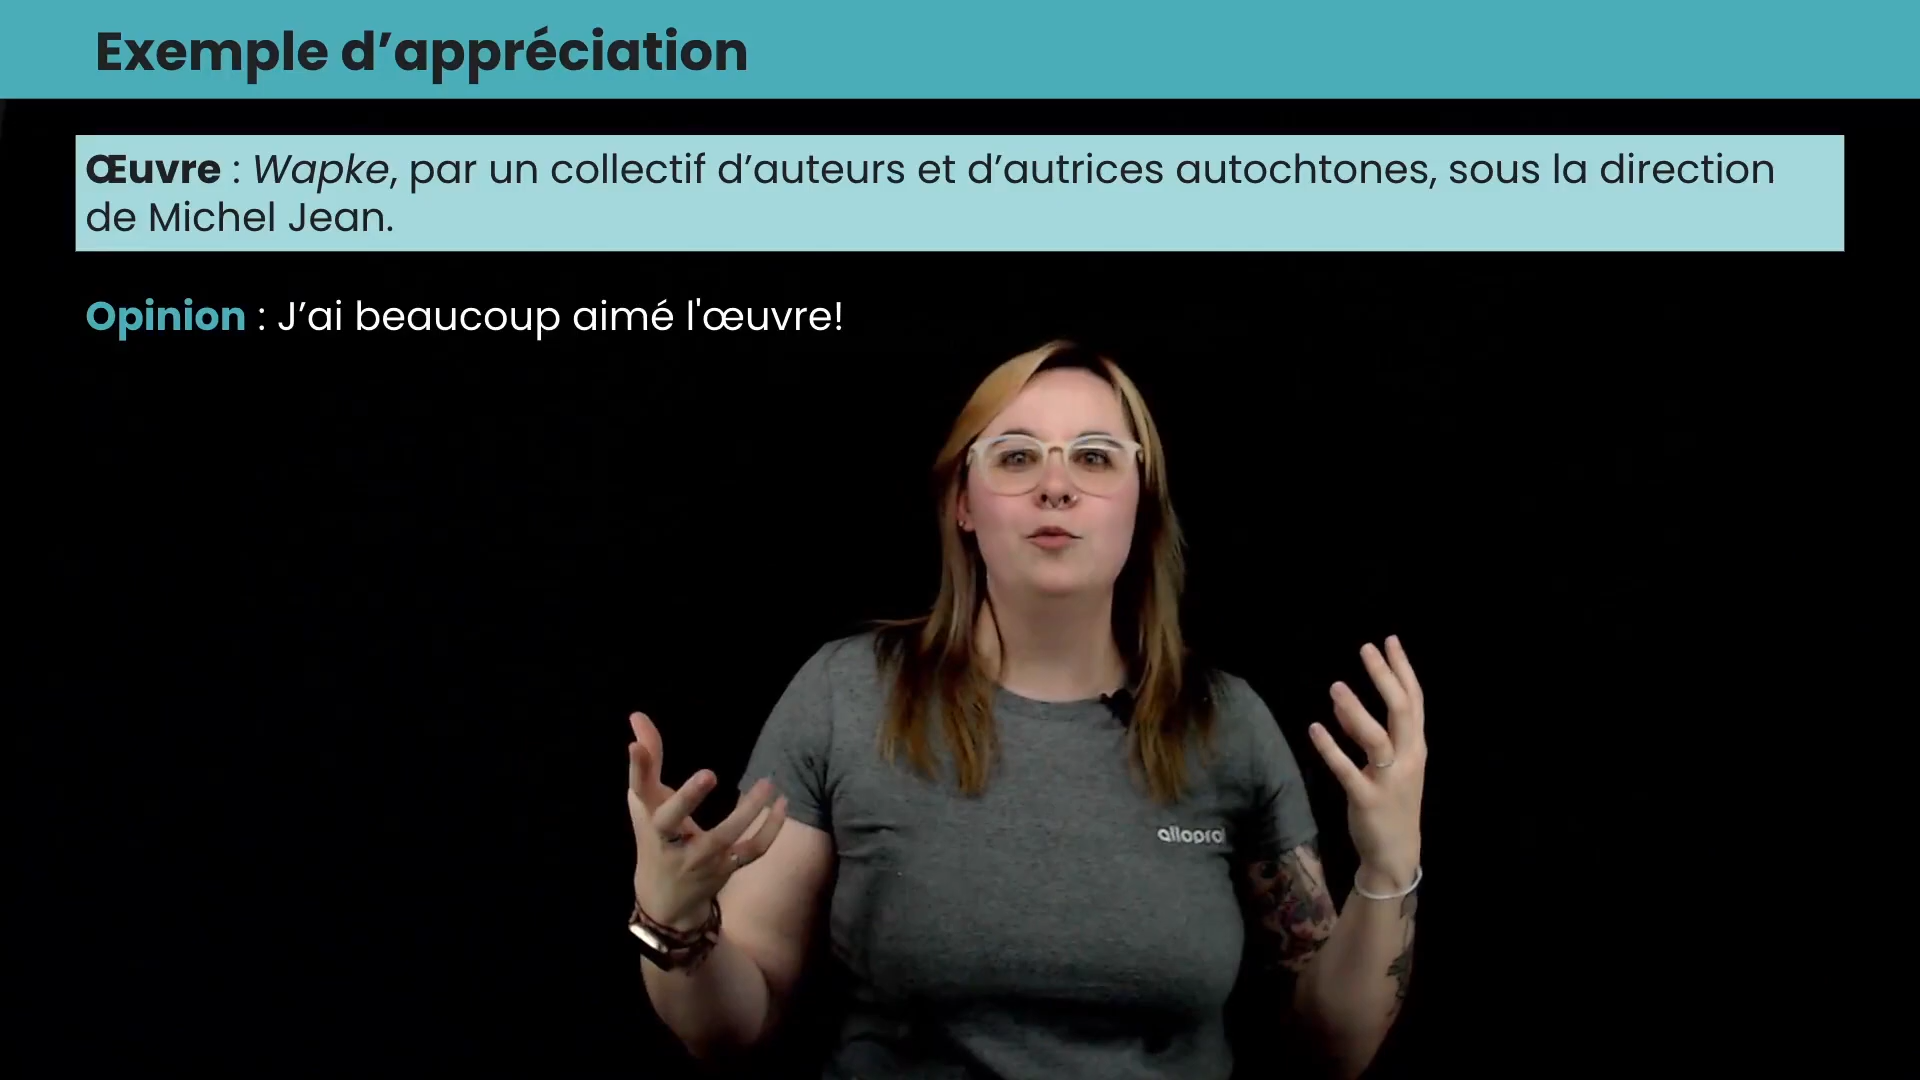 Exemple d’appréciation
Œuvre : Wapke, par un collectif d’auteurs et d’autrices autochtones, sous la direction
de Michel Jean.
Opinion : J’ai beaucoup aimé l'œuvre!
alloprof